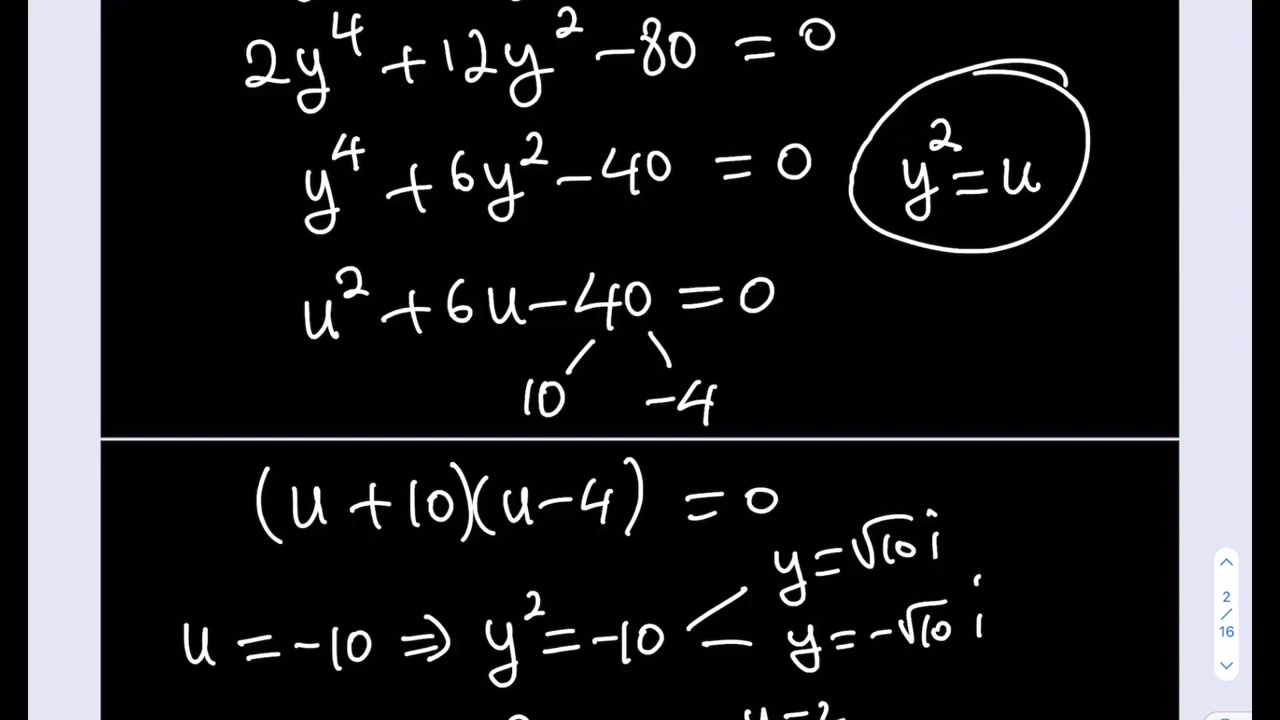 2y⁴ + 12y² - 80 = 0
y⁴ + 6y² - 40 = 0
y² = u
u² + 6u - 40 = 0
10 -4
(u + 10)(u - 4) = 0
y = √10 i
u = -10 ⇒ y² = -10
y = -√10 i
2
/
16